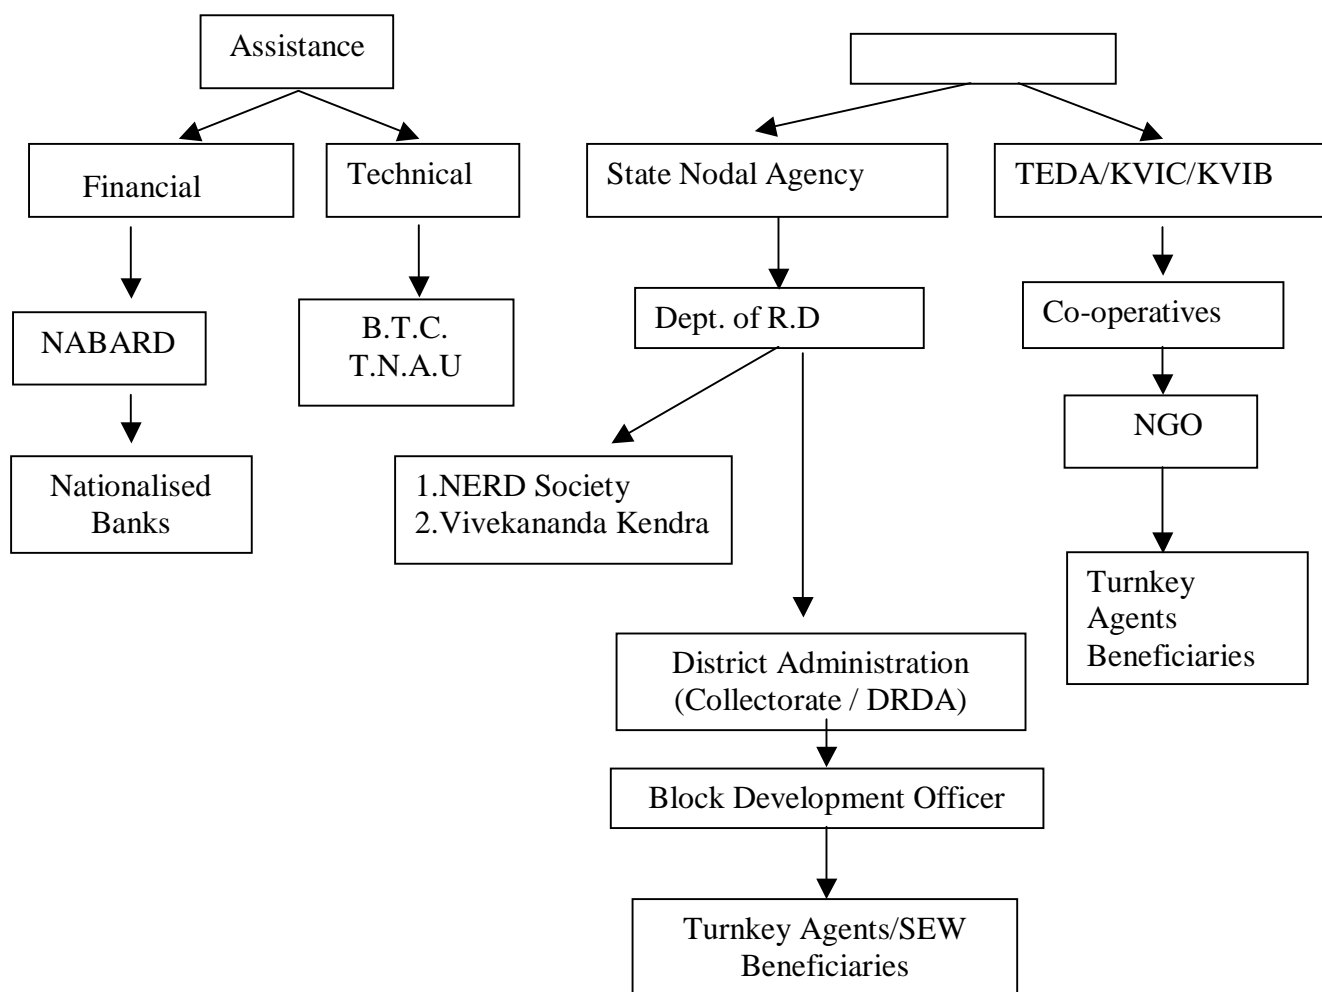 Assistance
Financial
Technical
State Nodal Agency
TEDA/KVIC/KVIB
NABARD
B.T.C.
T.N.A.U
Dept. of R.D
Co-operatives
NGO
Nationalised
Banks
1.NERD Society
2.Vivekananda Kendra
Turnkey
Agents
Beneficiaries
District Administration
(Collectorate / DRDA)
Block Development Officer
Turnkey Agents/SEW
Beneficiaries